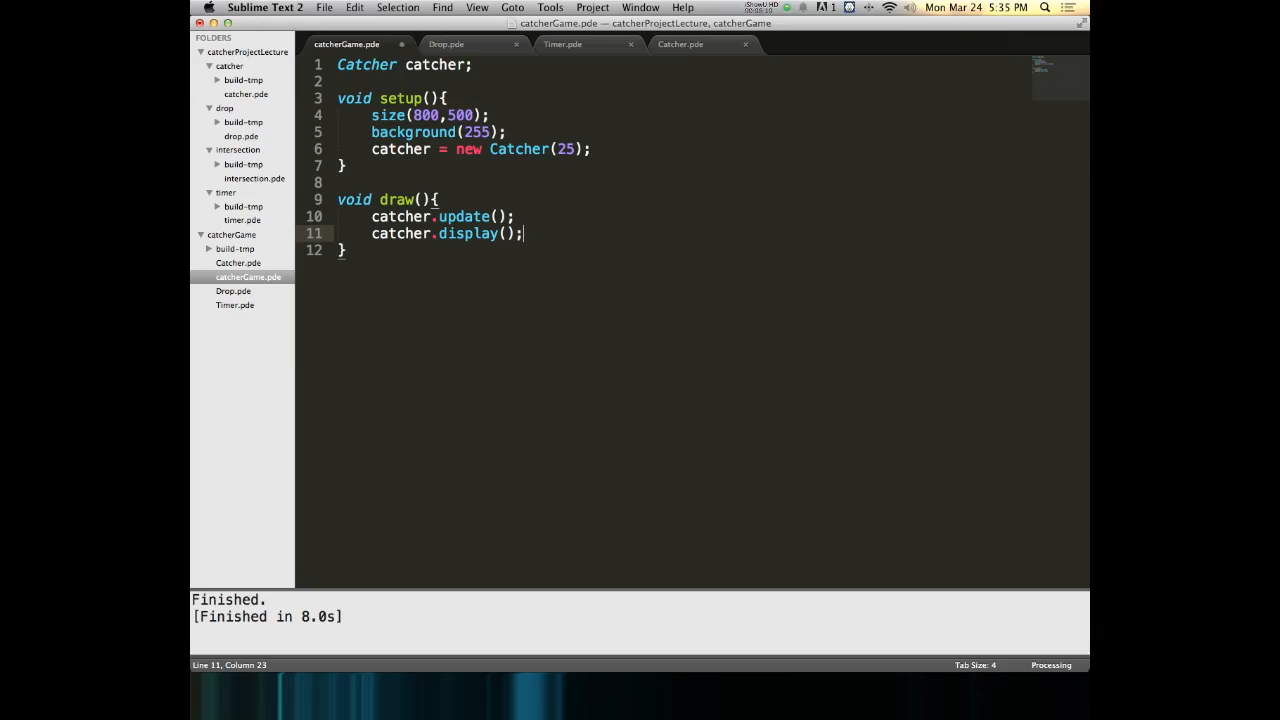 Sublime Text 2 File Edit Selection Find View Goto Tools Project Window Help iShowU HD 1 Mon Mar 24 5:35 PM
catcherGame.pde — catcherProjectLecture, catcherGame
FOLDERS
catcherProjectLecture
catcher
build-tmp
catcher.pde
drop
build-tmp
drop.pde
intersection
build-tmp
intersection.pde
timer
build-tmp
timer.pde
catcherGame
build-tmp
Catcher.pde
catcherGame.pde
Drop.pde
Timer.pde
catcherGame.pde Drop.pde × Timer.pde × Catcher.pde ×
1 Catcher catcher;
2
3 void setup(){
4 size(800,500);
5 background(255);
6 catcher = new Catcher(25);
7 }
8
9 void draw(){
10 catcher.update();
11 catcher.display();
12 }
Finished.
[Finished in 8.0s]
Line 11, Column 23 Tab Size: 4 Processing